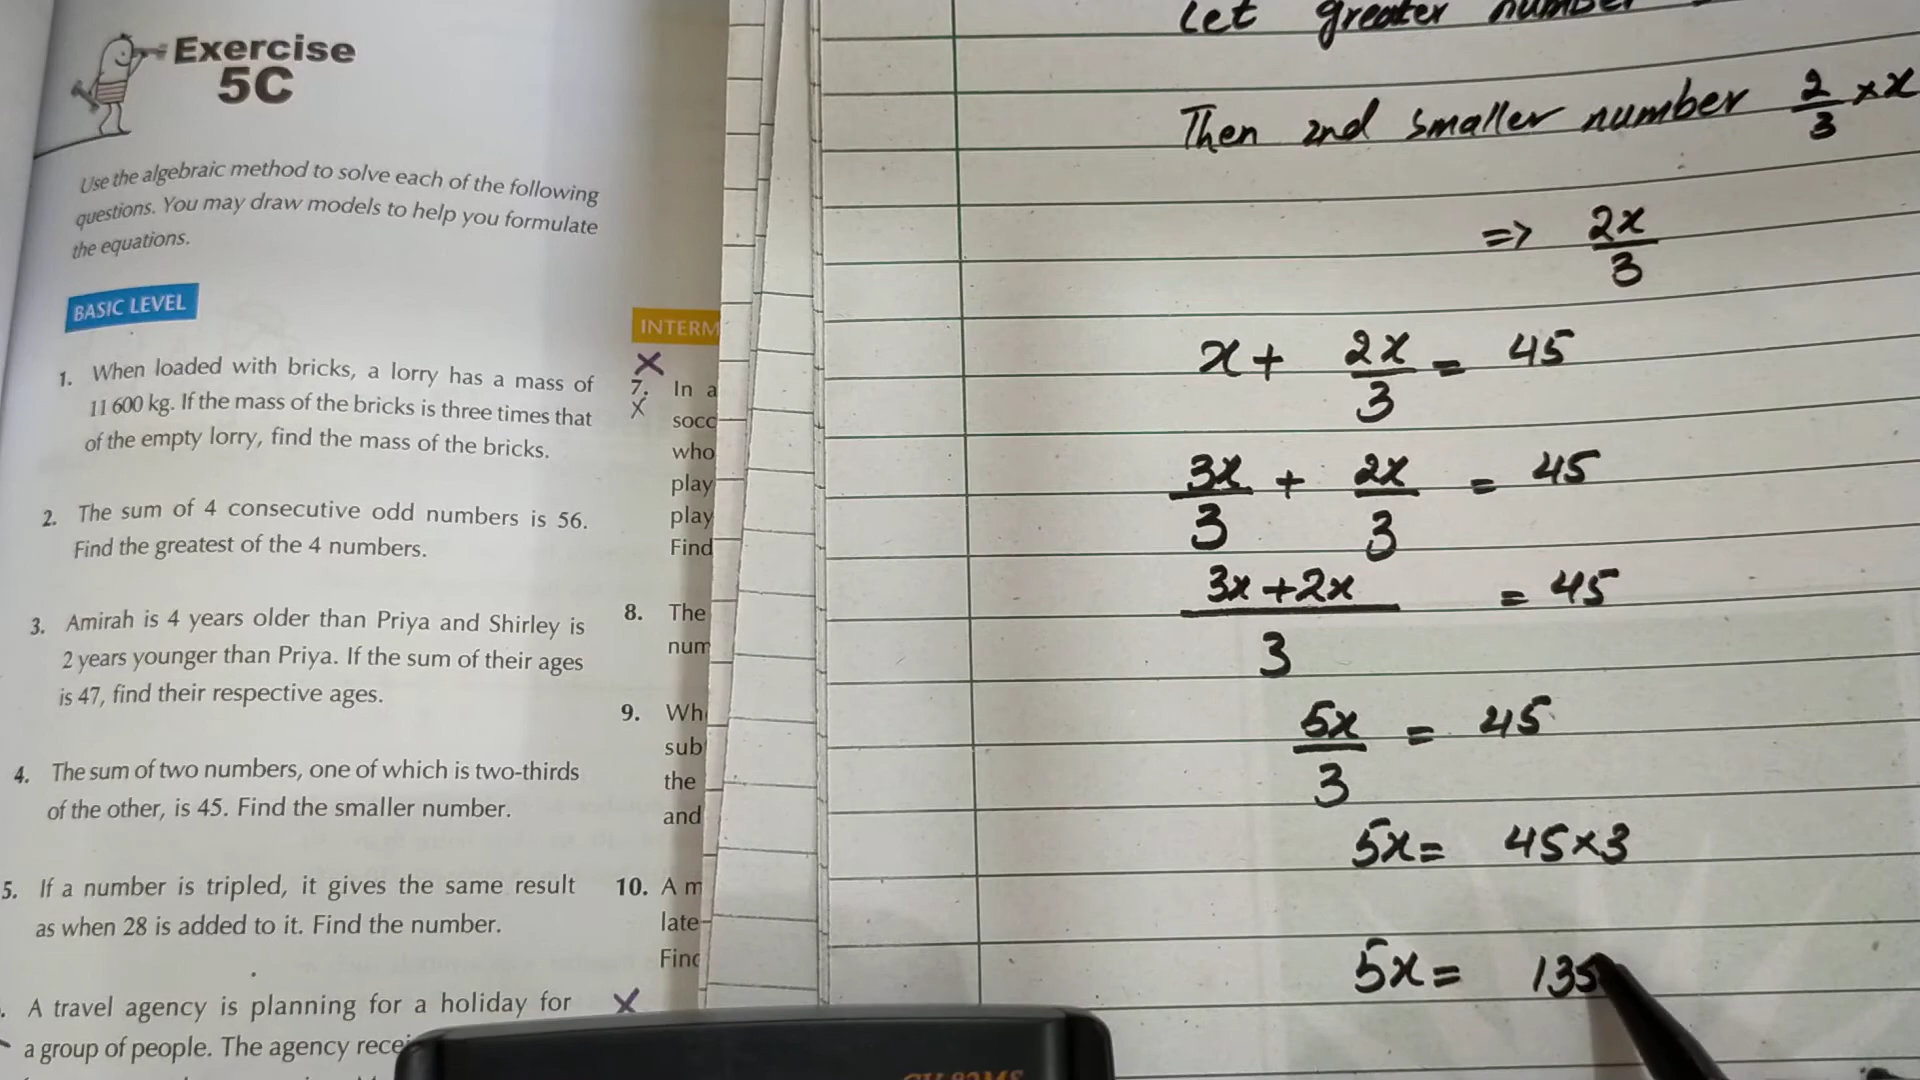 Exercise
5C
Use the algebraic method to solve each of the following
questions. You may draw models to help you formulate
the equations.
BASIC LEVEL
1. When loaded with bricks, a lorry has a mass of
11 600 kg. If the mass of the bricks is three times that
of the empty lorry, find the mass of the bricks.
2. The sum of 4 consecutive odd numbers is 56.
Find the greatest of the 4 numbers.
3. Amirah is 4 years older than Priya and Shirley is
2 years younger than Priya. If the sum of their ages
is 47, find their respective ages.
4. The sum of two numbers, one of which is two-thirds
of the other, is 45. Find the smaller number.
5. If a number is tripled, it gives the same result
as when 28 is added to it. Find the number.
A travel agency is planning for a holiday for
a group of people. The agency
INTERM
7. In a
socc
who
play
play
Find
8. The
num
9. Wh
sub
the
and
10. A m
late
Find
Let greater number
Then 2nd smaller number 2/3 × x
=> 2x/3
x + 2x/3 = 45
3x/3 + 2x/3 = 45
3x+2x/3 = 45
5x/3 = 45
5x = 45×3
5x = 135